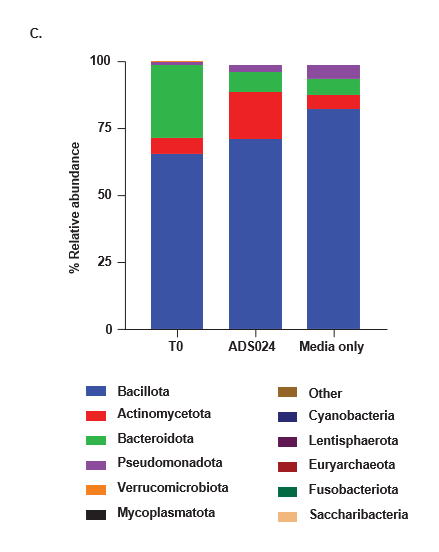 C.
% Relative abundance
100
75
50
25
0
T0 ADS024 Media only
Bacillota
Actinomycetota
Bacteroidota
Pseudomonadota
Verrucomicrobiota
Mycoplasmatota
Other
Cyanobacteria
Lentisphaerota
Euryarchaeota
Fusobacteriota
Saccharibacteria